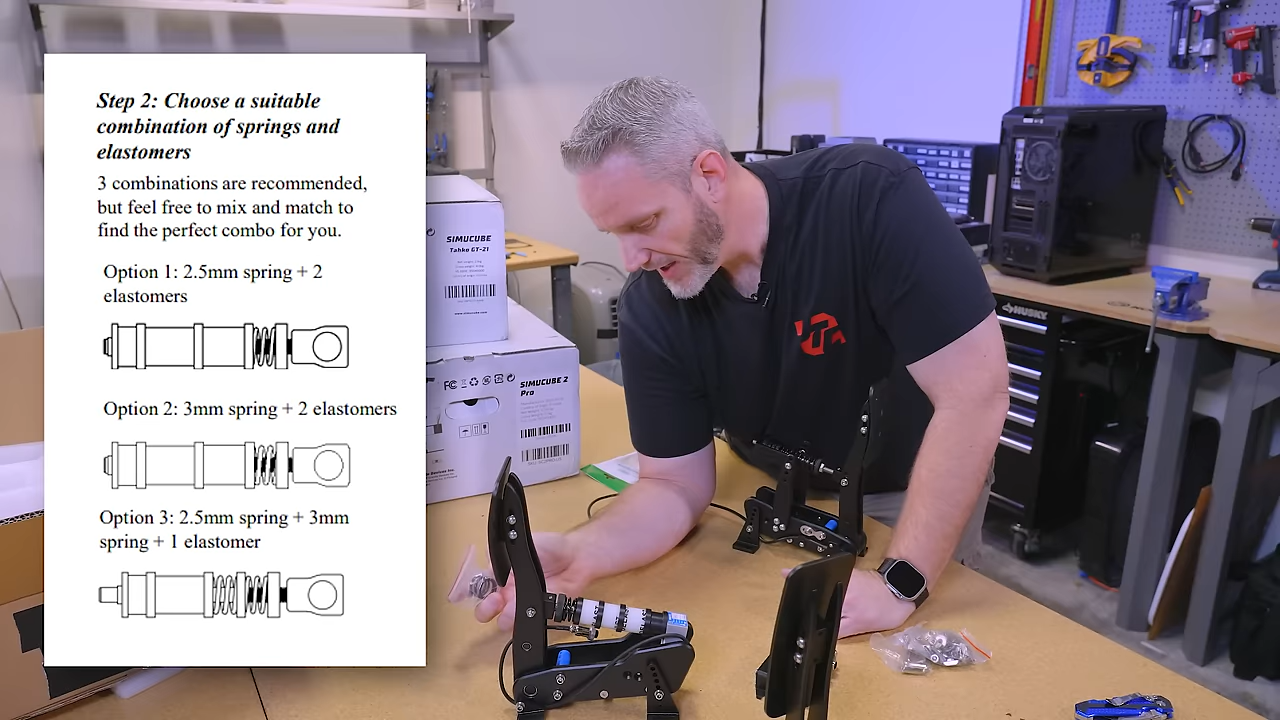 Step 2: Choose a suitable
combination of springs and
elastomers
3 combinations are recommended,
but feel free to mix and match to
find the perfect combo for you.
Option 1: 2.5mm spring + 2
elastomers
Option 2: 3mm spring + 2 elastomers
Option 3: 2.5mm spring + 3mm
spring + 1 elastomer
SIMUCUBE
Tahko GT-21
SIMUCUBE 2
Pro
HUSKY